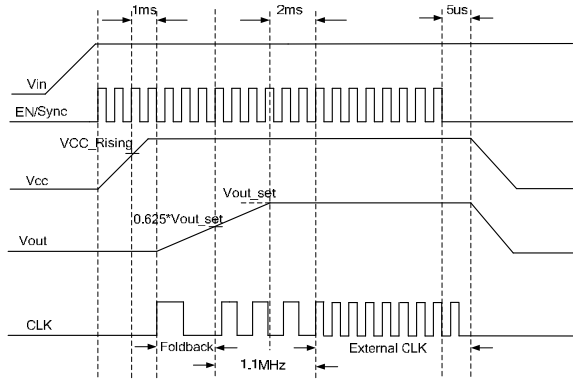 1ms
2ms
5us
Vin
EN/Sync
VCC_Rising
Vcc
Vout_set
0.625*Vout_set
Vout
CLK
Foldback
External CLK
1.1MHz